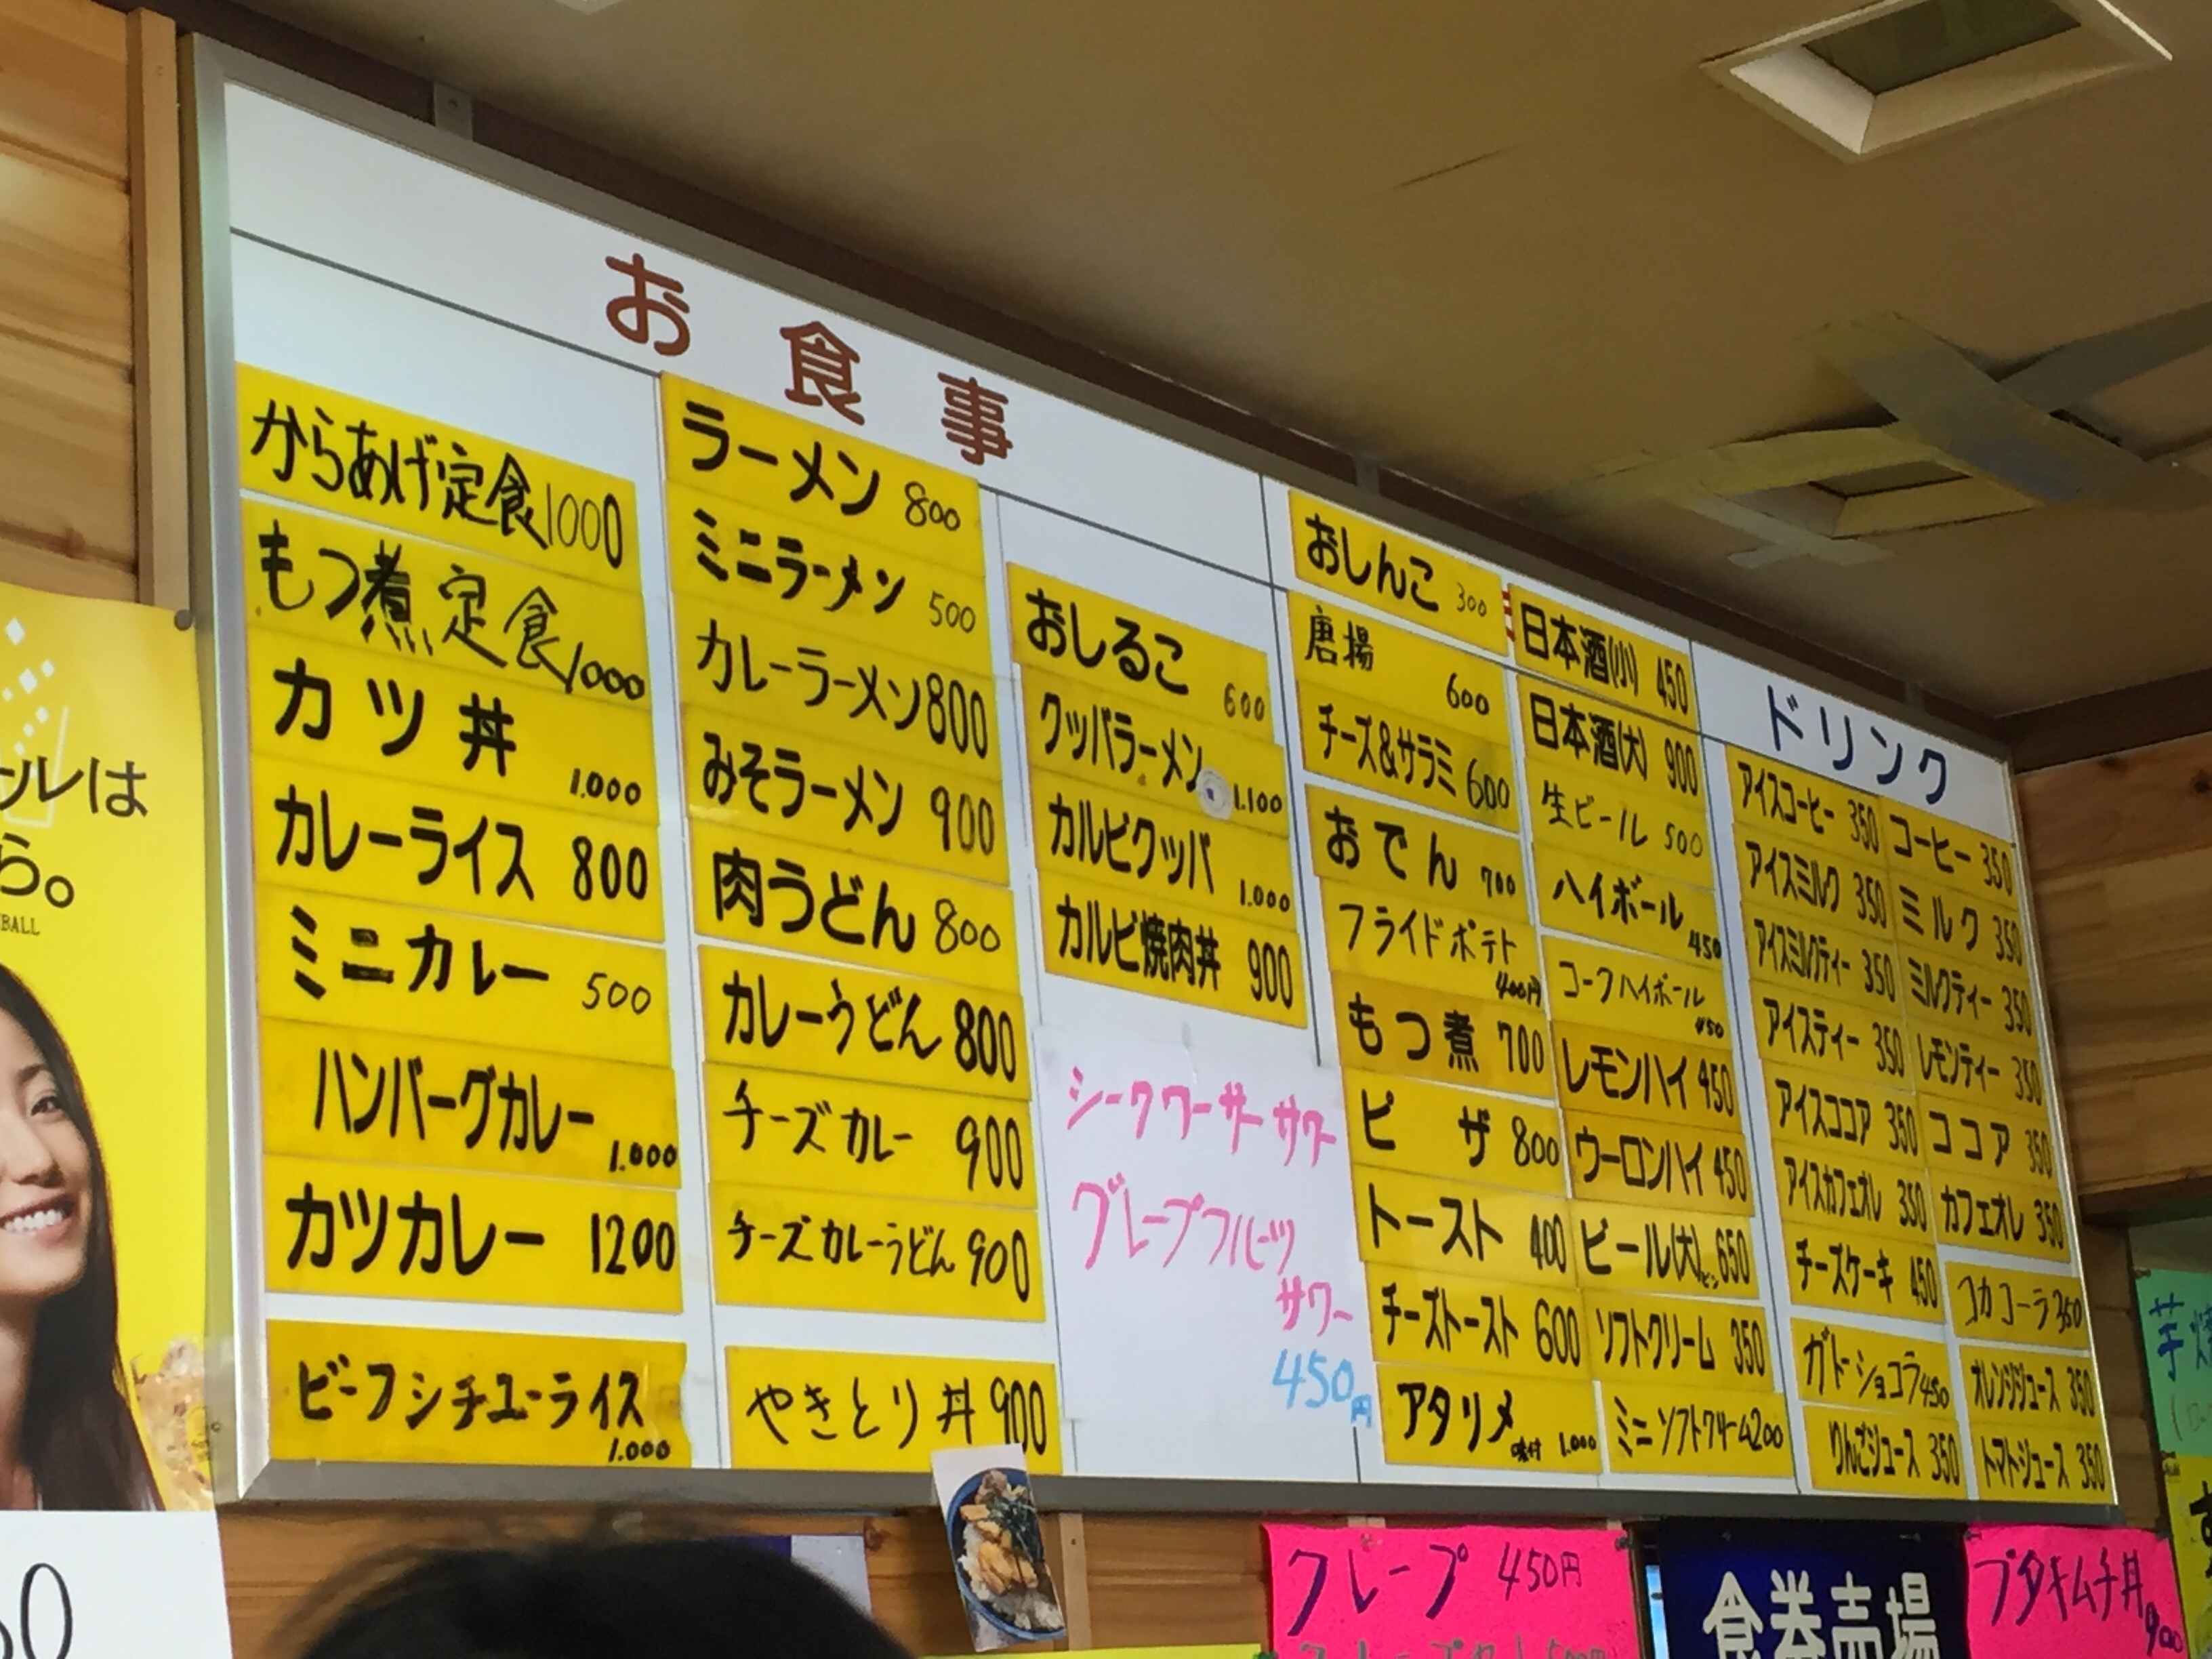 お食事
からあげ定食 1000
もつ煮定食 1000
カツ丼 1.000
カレーライス 800
ミニカレー 500
ハンバーグカレー 1.000
カツカレー 1200
ビーフシチューライス 1.000
ラーメン 800
ミニラーメン 500
カレーラーメン 800
みそラーメン 900
肉うどん 800
カレーうどん 800
チーズカレー 900
チーズカレーうどん 900
やきとり丼 900
おしるこ 600
クッパラーメン 1.100
カルビクッパ 1.000
カルビ焼肉丼 900
シークワーサーサワー
グレープフルーツ
サワー
450円
おしんこ 300
唐揚 600
チーズ&サラミ 600
おでん 700
フライドポテト 400円
もつ煮 700
ピザ 800
トースト 400
チーズトースト 600
アタリメ 味付 1.000
日本酒(小) 450
日本酒(大) 900
生ビール 500
ハイボール 450
コークハイボール 450
レモンハイ 450
ウーロンハイ 450
ビール(大)ビン 650
ソフトクリーム 350
ミニソフトクリーム 200
ドリンク
アイスコーヒー 350
アイスミルク 350
アイスミルクティー 350
アイスティー 350
アイスココア 350
アイスカフェオレ 350
チーズケーキ 450
ガトーショコラ 450
りんごジュース 350
コーヒー 350
ミルク 350
ミルクティー 350
レモンティー 350
ココア 350
カフェオレ 350
コカコーラ 350
オレンジジュース 350
トマトジュース 350
ールは
ら。
BALL
クレープ 450円
食券売場
ブタキムチ丼 900